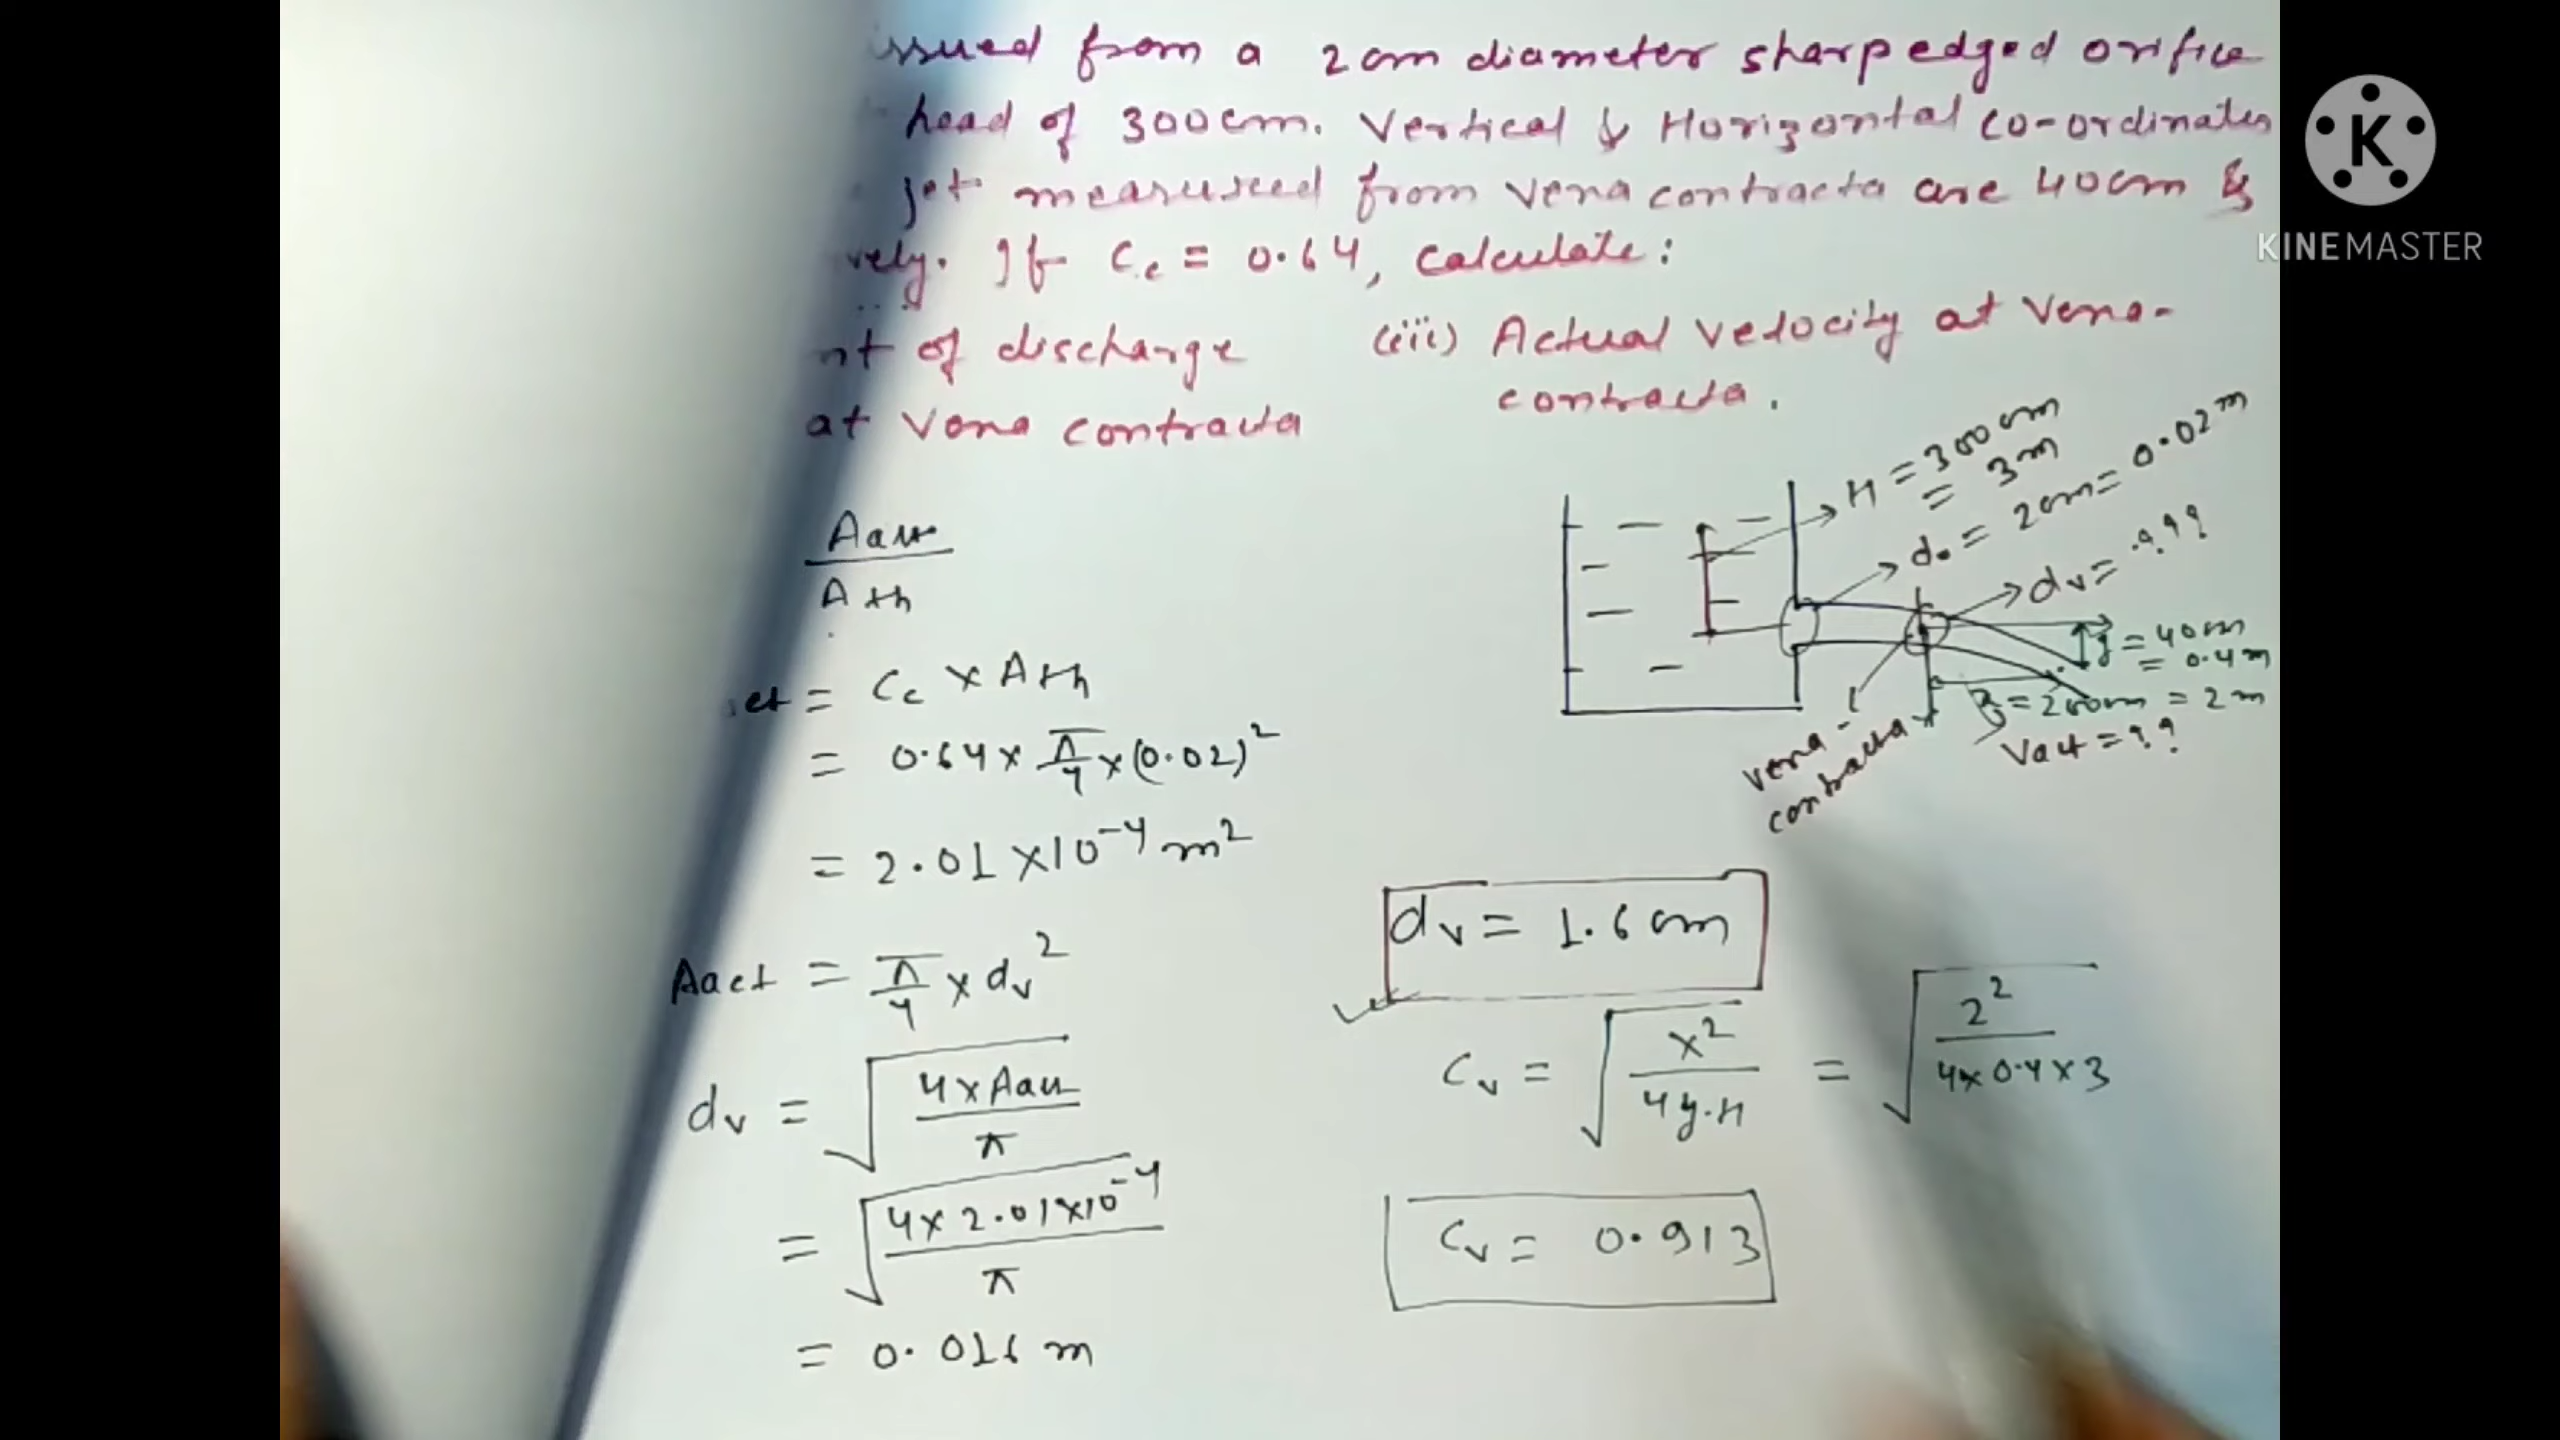 issued from a 2cm diameter sharpedged orifice
head of 300cm. Vertical & Horizontal co-ordinates
jet measured from vena contracta are 40cm &
vely. If Cc = 0.64, calculate:
nt of discharge
at Vena contracta
(iii) Actual velocity at Vena-
contracta.
H = 300cm
= 3m
do = 2cm = 0.02m
dv = ???
y = 40cm
= 0.4m
= 200cm = 2m
Vact = ??
vena-
contracta
Aact
Ath
ct = Cc × Ath
= 0.64 × π/4 × (0.02)²
= 2.01 × 10⁻⁴ m²
Aact = π/4 × dv²
dv = √(4 × Aact / π)
= √(4 × 2.01 × 10⁻⁴ / π)
= 0.016 m
dv = 1.6 cm
Cv = √(x² / 4y.H) = √(2² / 4 × 0.4 × 3)
Cv = 0.913
K
KINEMASTER